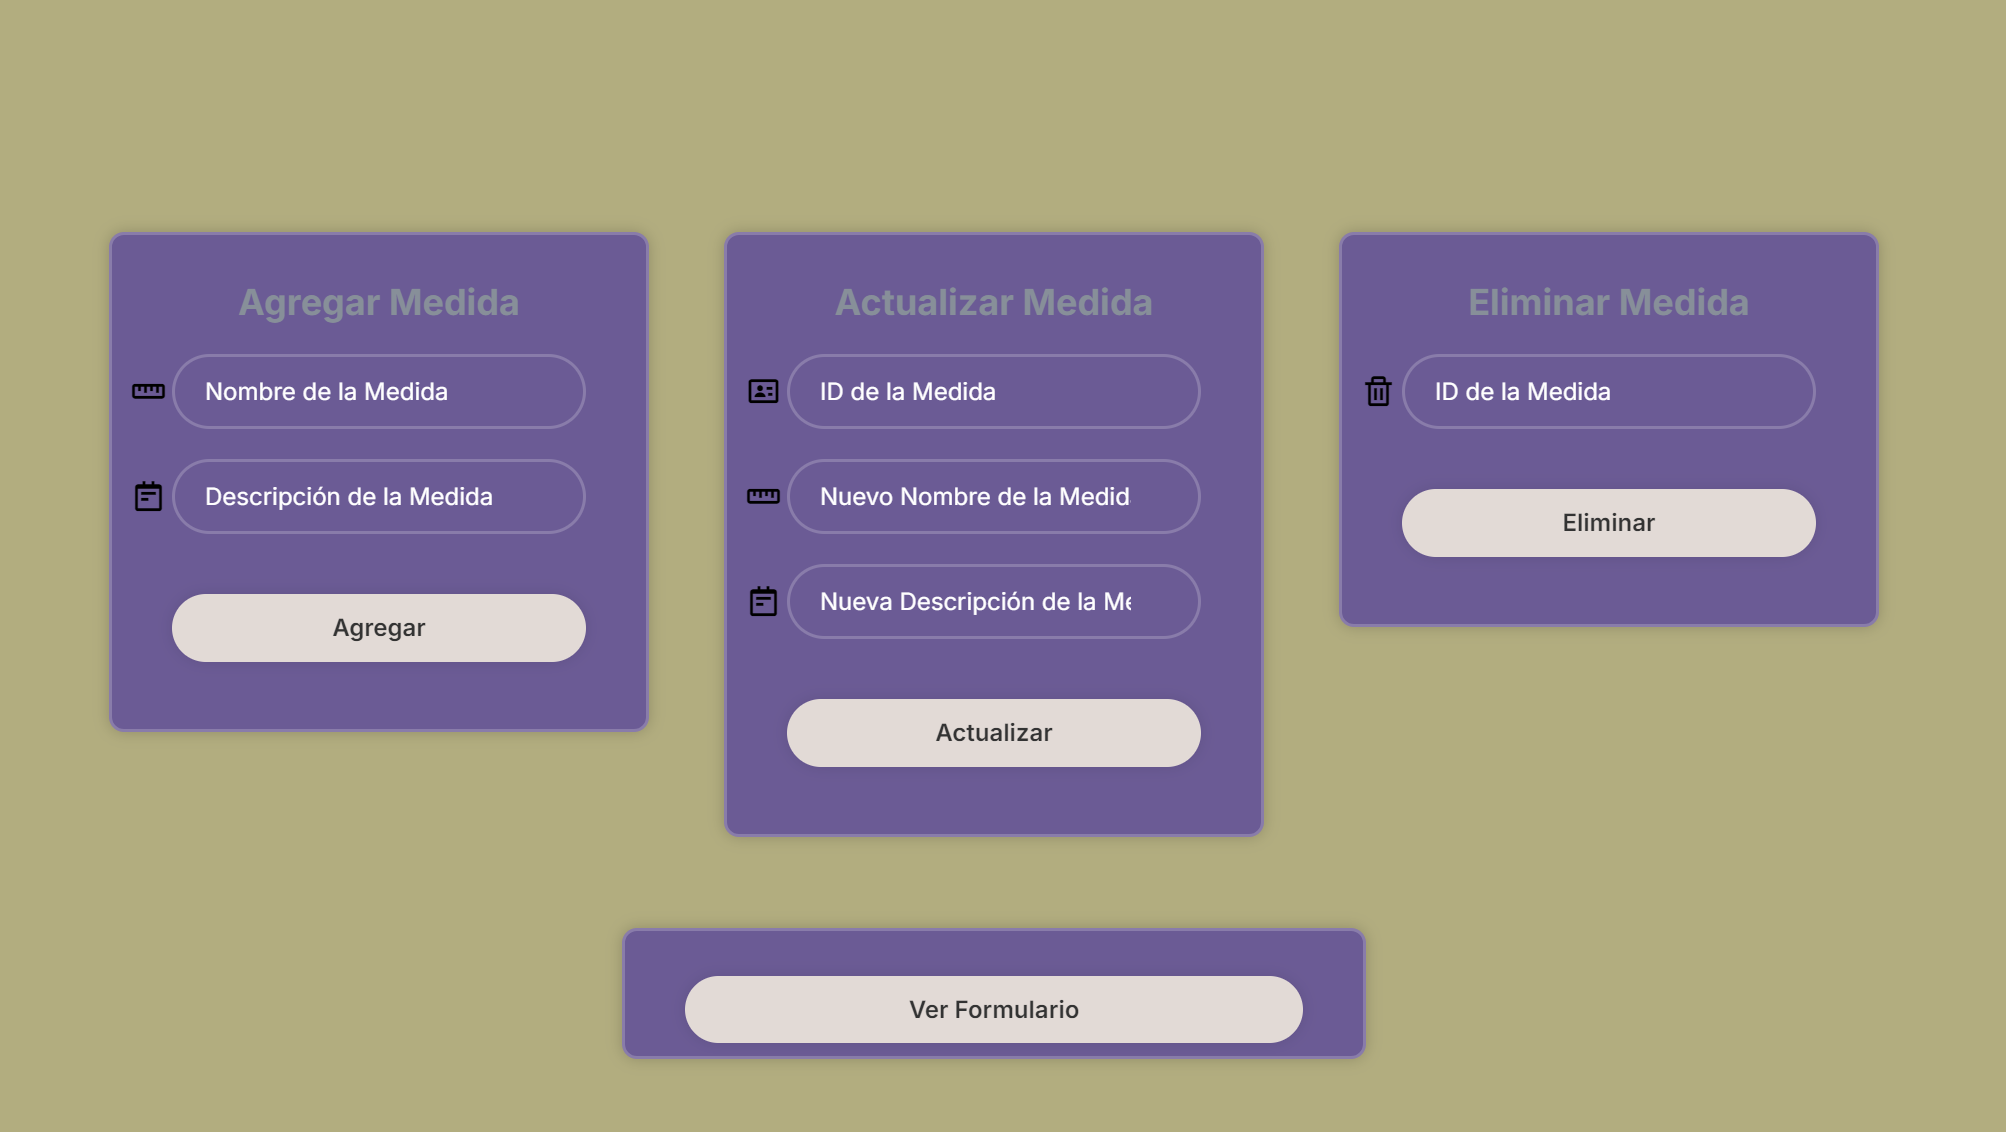 Agregar Medida
Nombre de la Medida
Descripción de la Medida
Agregar
Actualizar Medida
ID de la Medida
Nuevo Nombre de la Medid
Nueva Descripción de la Me
Actualizar
Eliminar Medida
ID de la Medida
Eliminar
Ver Formulario